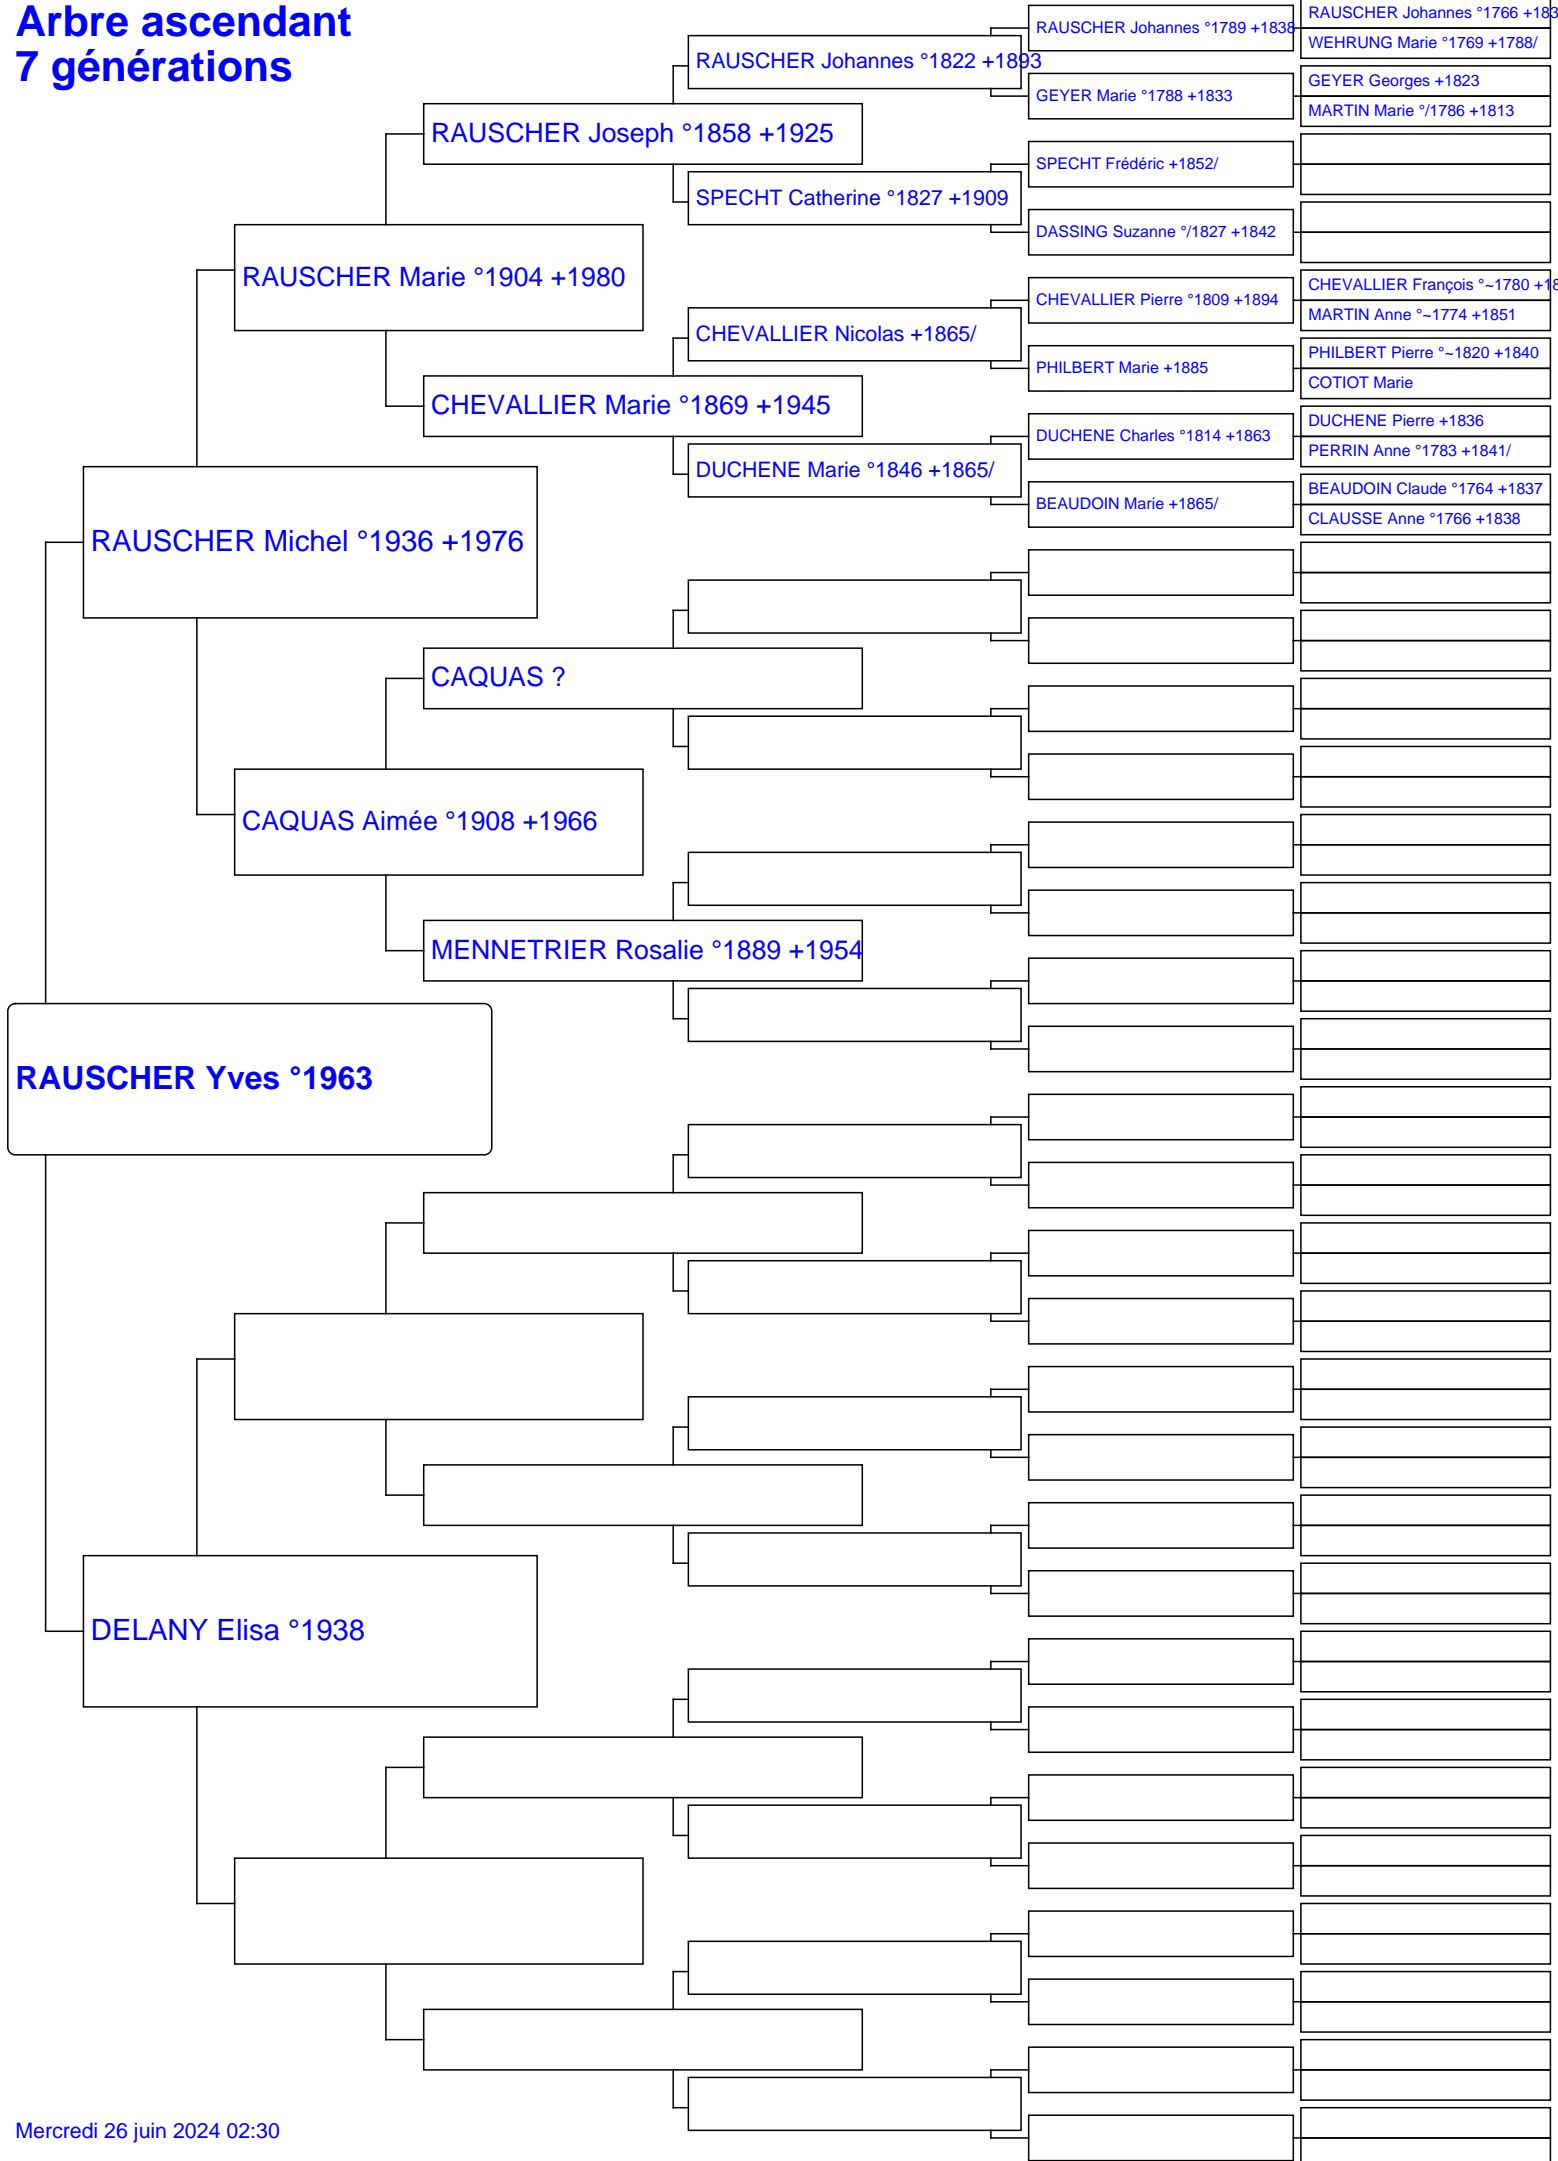 Arbre ascendant
7 générations
RAUSCHER Johannes °1766 +183
RAUSCHER Johannes °1789 +1838
WEHRUNG Marie °1769 +1788/
RAUSCHER Johannes °1822 +1893
GEYER Georges +1823
GEYER Marie °1788 +1833
MARTIN Marie °/1786 +1813
RAUSCHER Joseph °1858 +1925
SPECHT Frédéric +1852/
SPECHT Catherine °1827 +1909
DASSING Suzanne °/1827 +1842
RAUSCHER Marie °1904 +1980
CHEVALLIER François °~1780 +18
CHEVALLIER Pierre °1809 +1894
MARTIN Anne °~1774 +1851
CHEVALLIER Nicolas +1865/
PHILBERT Pierre °~1820 +1840
PHILBERT Marie +1885
COTIOT Marie
CHEVALLIER Marie °1869 +1945
DUCHENE Pierre +1836
DUCHENE Charles °1814 +1863
PERRIN Anne °1783 +1841/
DUCHENE Marie °1846 +1865/
BEAUDOIN Claude °1764 +1837
BEAUDOIN Marie +1865/
CLAUSSE Anne °1766 +1838
RAUSCHER Michel °1936 +1976
CAQUAS ?
CAQUAS Aimée °1908 +1966
MENNETRIER Rosalie °1889 +1954
RAUSCHER Yves °1963
DELANY Elisa °1938
Mercredi 26 juin 2024 02:30